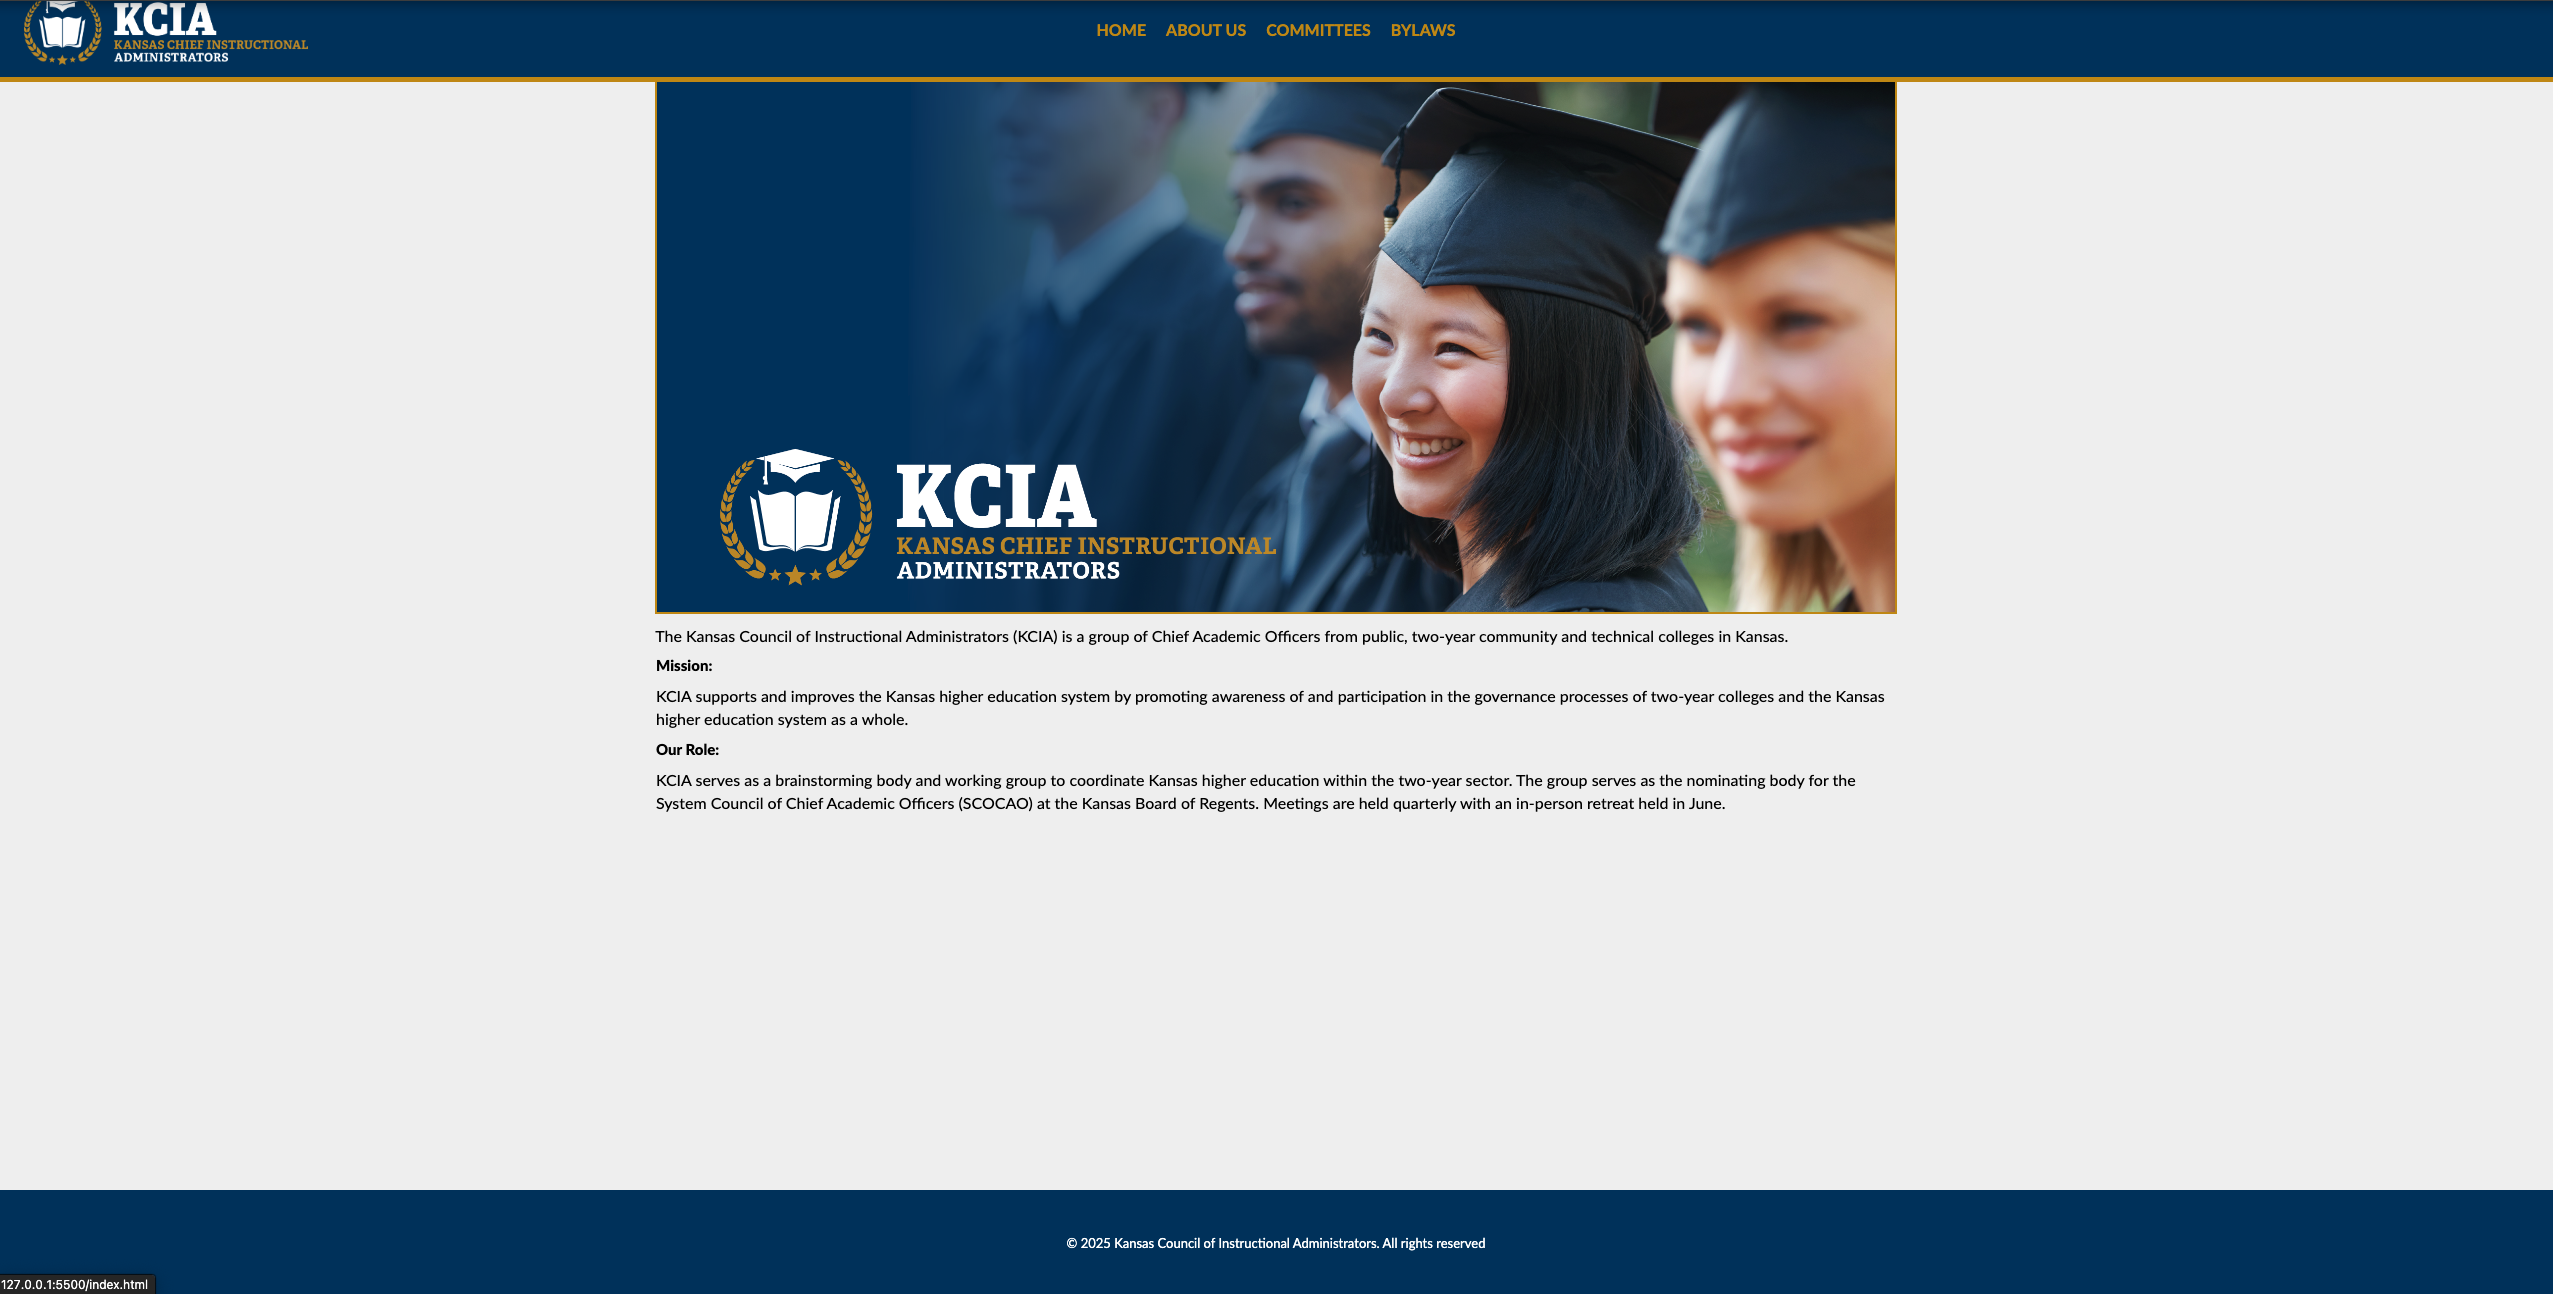 KCIA
KANSAS CHIEF INSTRUCTIONAL
ADMINISTRATORS
HOME ABOUT US COMMITTEES BYLAWS
KCIA
KANSAS CHIEF INSTRUCTIONAL
ADMINISTRATORS
The Kansas Council of Instructional Administrators (KCIA) is a group of Chief Academic Officers from public, two-year community and technical colleges in Kansas.
Mission:
KCIA supports and improves the Kansas higher education system by promoting awareness of and participation in the governance processes of two-year colleges and the Kansas
higher education system as a whole.
Our Role:
KCIA serves as a brainstorming body and working group to coordinate Kansas higher education within the two-year sector. The group serves as the nominating body for the
System Council of Chief Academic Officers (SCOCAO) at the Kansas Board of Regents. Meetings are held quarterly with an in-person retreat held in June.
© 2025 Kansas Council of Instructional Administrators. All rights reserved
127.0.0.1:5500/index.html